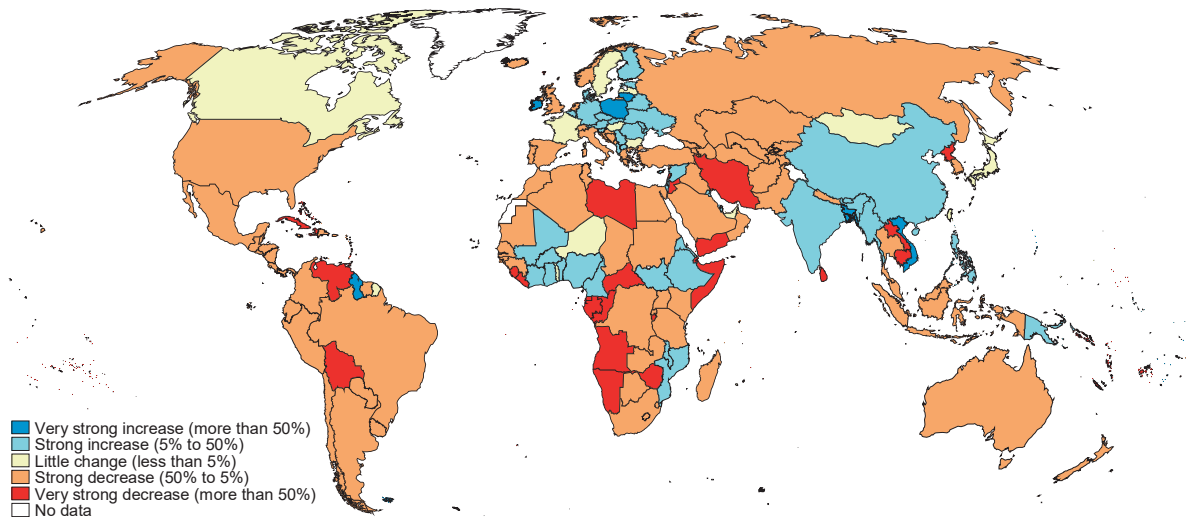 Very strong increase (more than 50%)
Strong increase (5% to 50%)
Little change (less than 5%)
Strong decrease (50% to 5%)
Very strong decrease (more than 50%)
No data